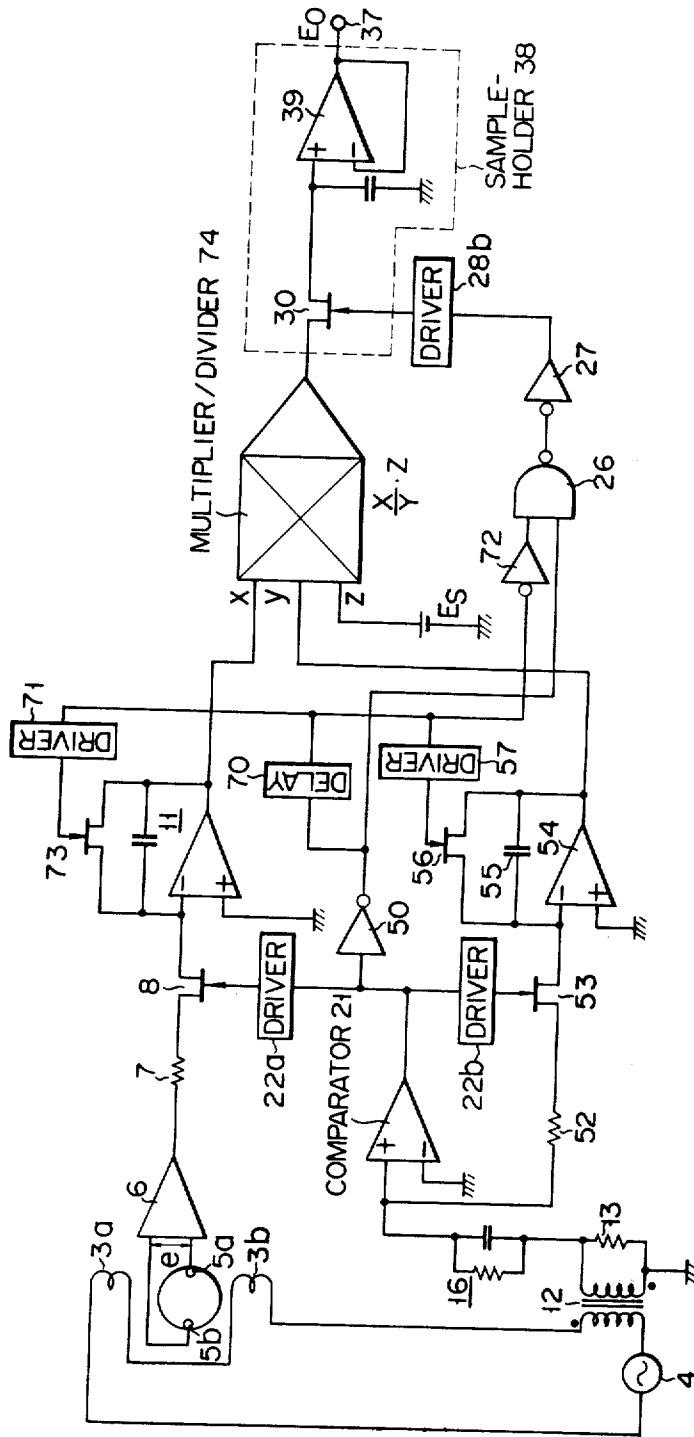 3a
6
e
5a
5b
3b
7
8
73
DRIVER
71
11
-
+
22a
DRIVER
50
DELAY
70
COMPARATOR 21
+
-
22b
DRIVER
56
DRIVER
57
55
54
-
+
53
52
16
13
12
4
MULTIPLIER/DIVIDER 74
X
y
Z
X/Y · Z
ES
72
26
27
DRIVER
28b
30
39
+
-
EO
37
SAMPLE-
HOLDER 38